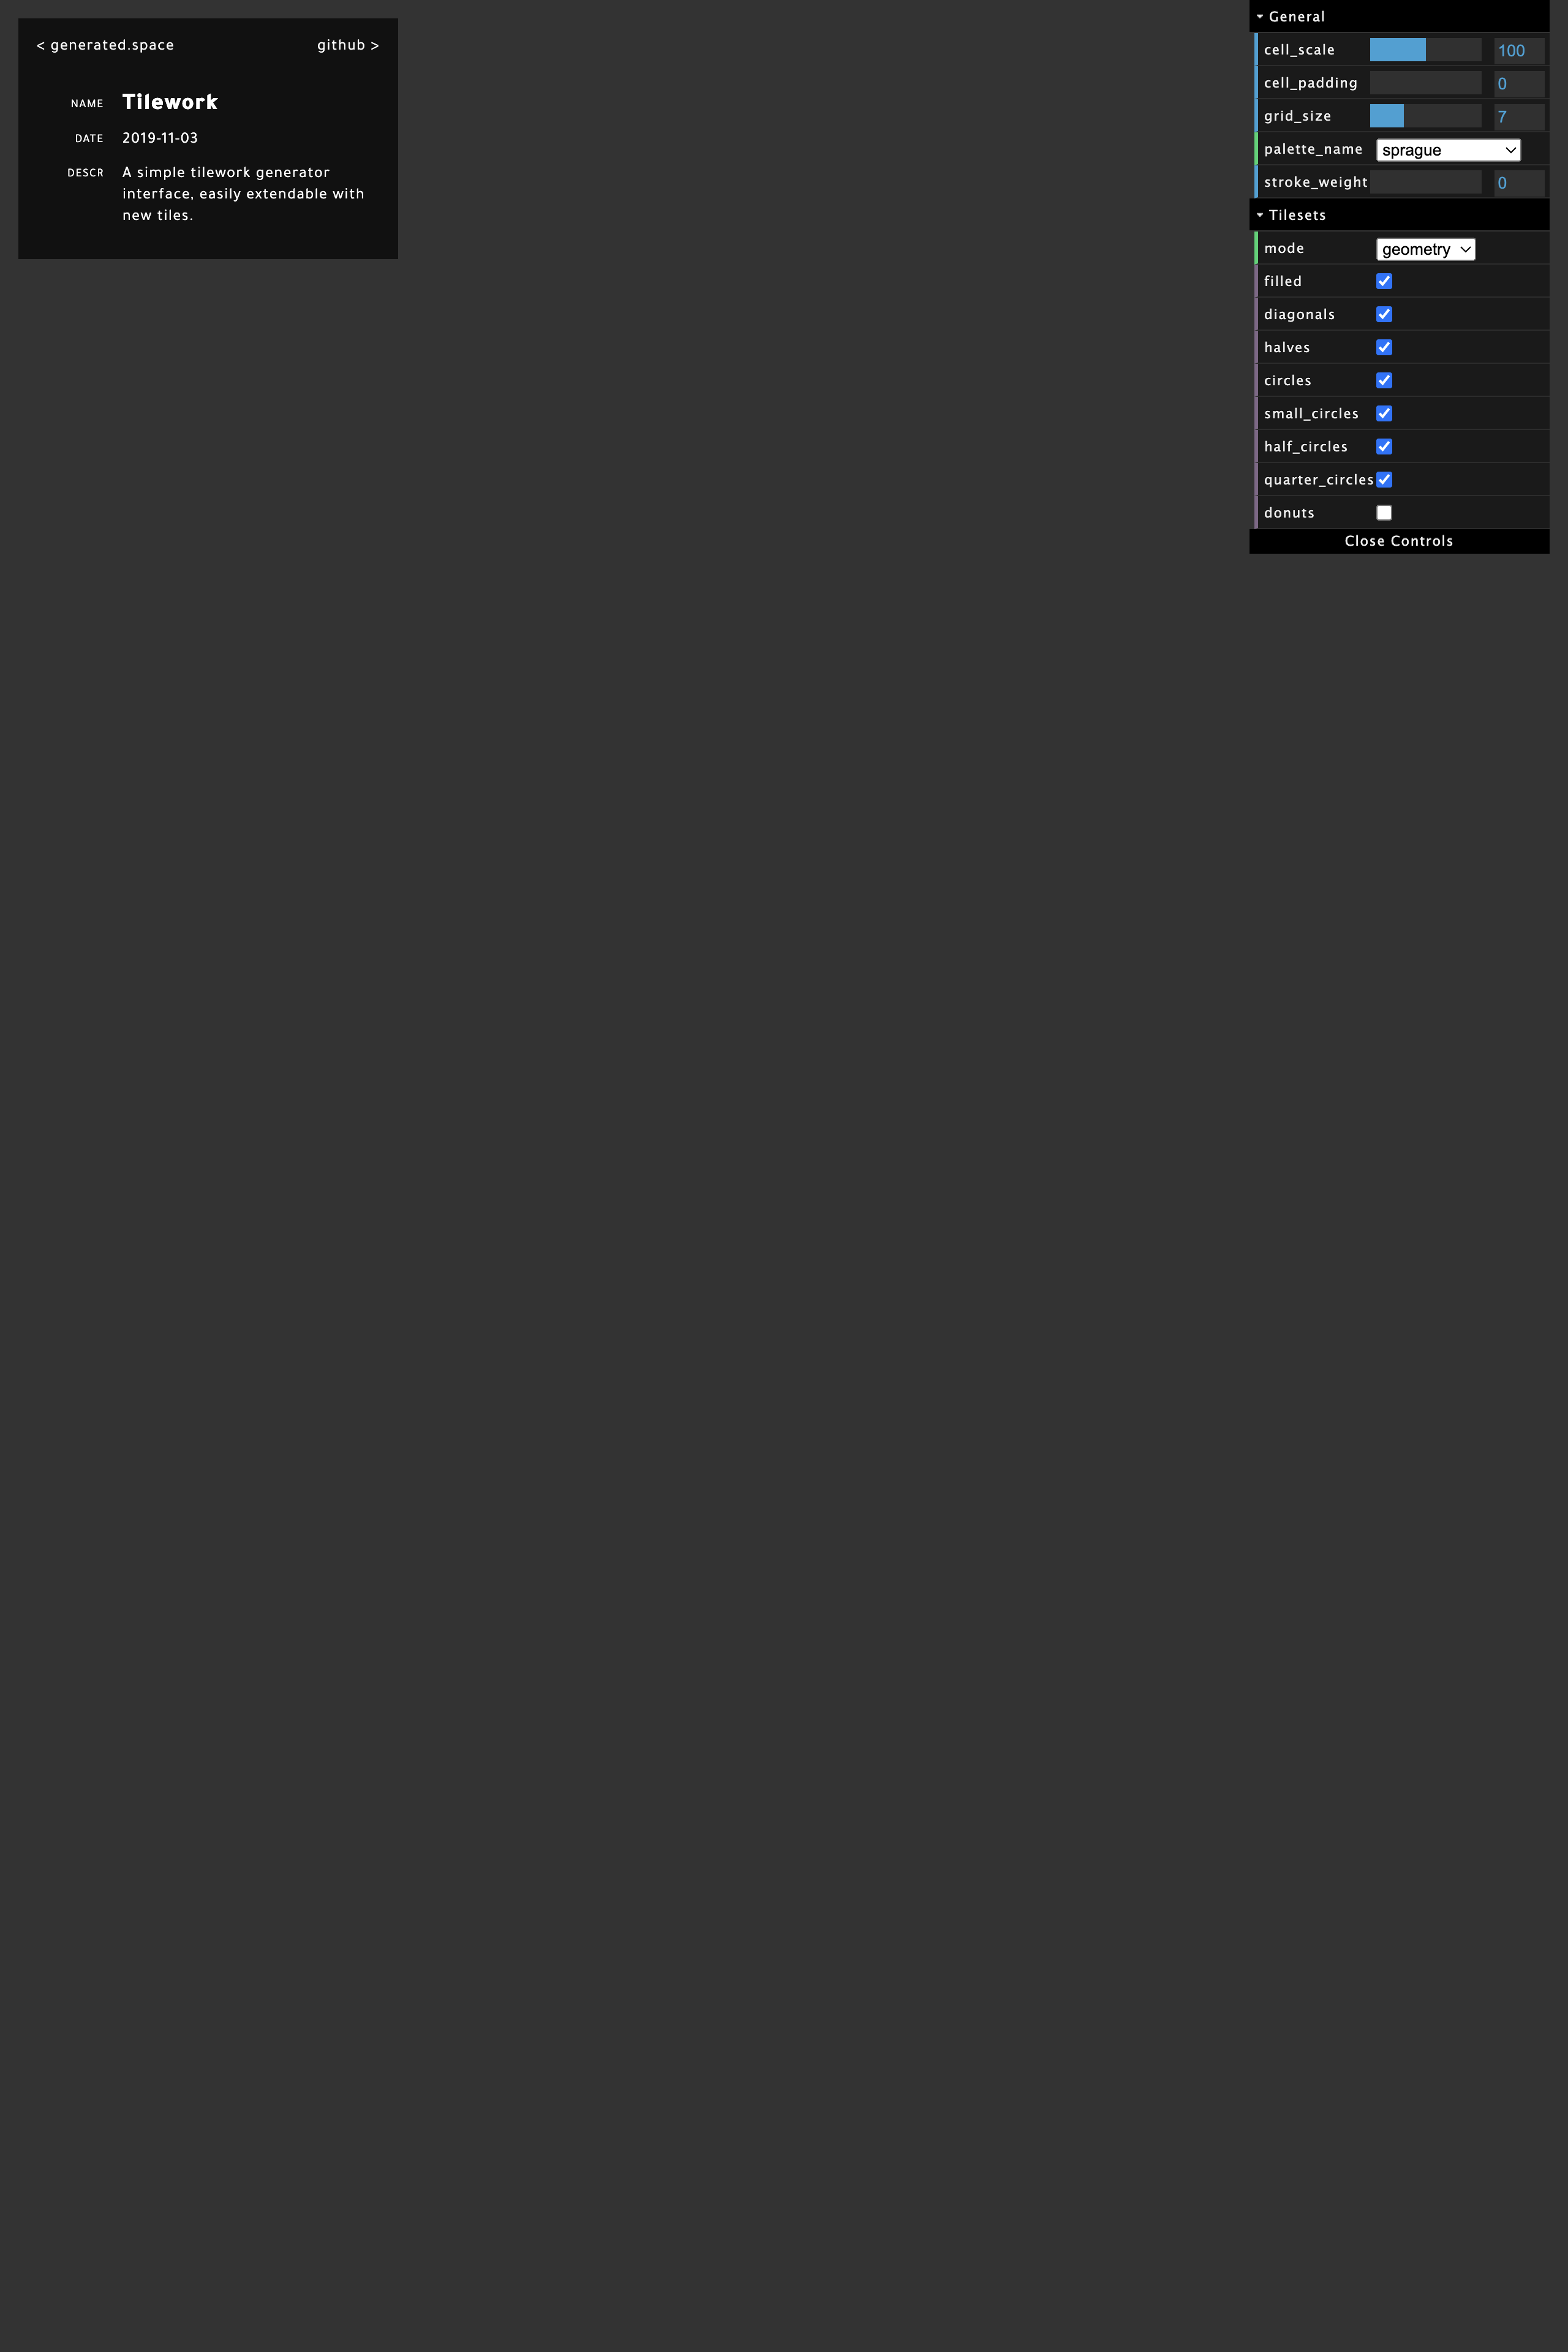 < generated.space github >
NAME Tilework
DATE 2019-11-03
DESCR A simple tilework generator
interface, easily extendable with
new tiles.
General
cell_scale 100
cell_padding 0
grid_size 7
palette_name sprague
stroke_weight 0
Tilesets
mode geometry
filled
diagonals
halves
circles
small_circles
half_circles
quarter_circles
donuts
Close Controls